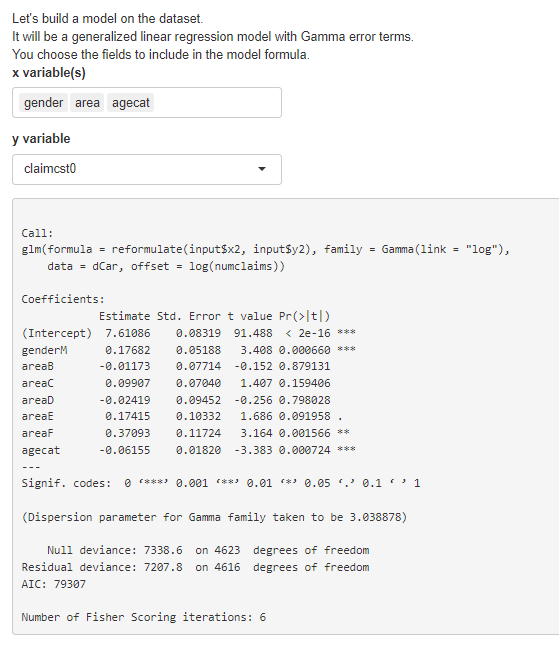 Let's build a model on the dataset.
It will be a generalized linear regression model with Gamma error terms.
You choose the fields to include in the model formula.
x variable(s)
gender area agecat
y variable
claimcst0
Call:
glm(formula = reformulate(input$x2, input$y2), family = Gamma(link = "log"),
    data = dCar, offset = log(numclaims))
Coefficients:
            Estimate Std. Error t value Pr(>|t|)
(Intercept)  7.61086    0.08319  91.488  < 2e-16 ***
genderM      0.17682    0.05188   3.408 0.000660 ***
areaB       -0.01173    0.07714  -0.152 0.879131
areaC        0.09907    0.07040   1.407 0.159406
areaD       -0.02419    0.09452  -0.256 0.798028
areaE        0.17415    0.10332   1.686 0.091958 .
areaF        0.37093    0.11724   3.164 0.001566 **
agecat      -0.06155    0.01820  -3.383 0.000724 ***
---
Signif. codes:  0 ‘***’ 0.001 ‘**’ 0.01 ‘*’ 0.05 ‘.’ 0.1 ‘ ’ 1
(Dispersion parameter for Gamma family taken to be 3.038878)
    Null deviance: 7338.6  on 4623  degrees of freedom
Residual deviance: 7207.8  on 4616  degrees of freedom
AIC: 79307
Number of Fisher Scoring iterations: 6